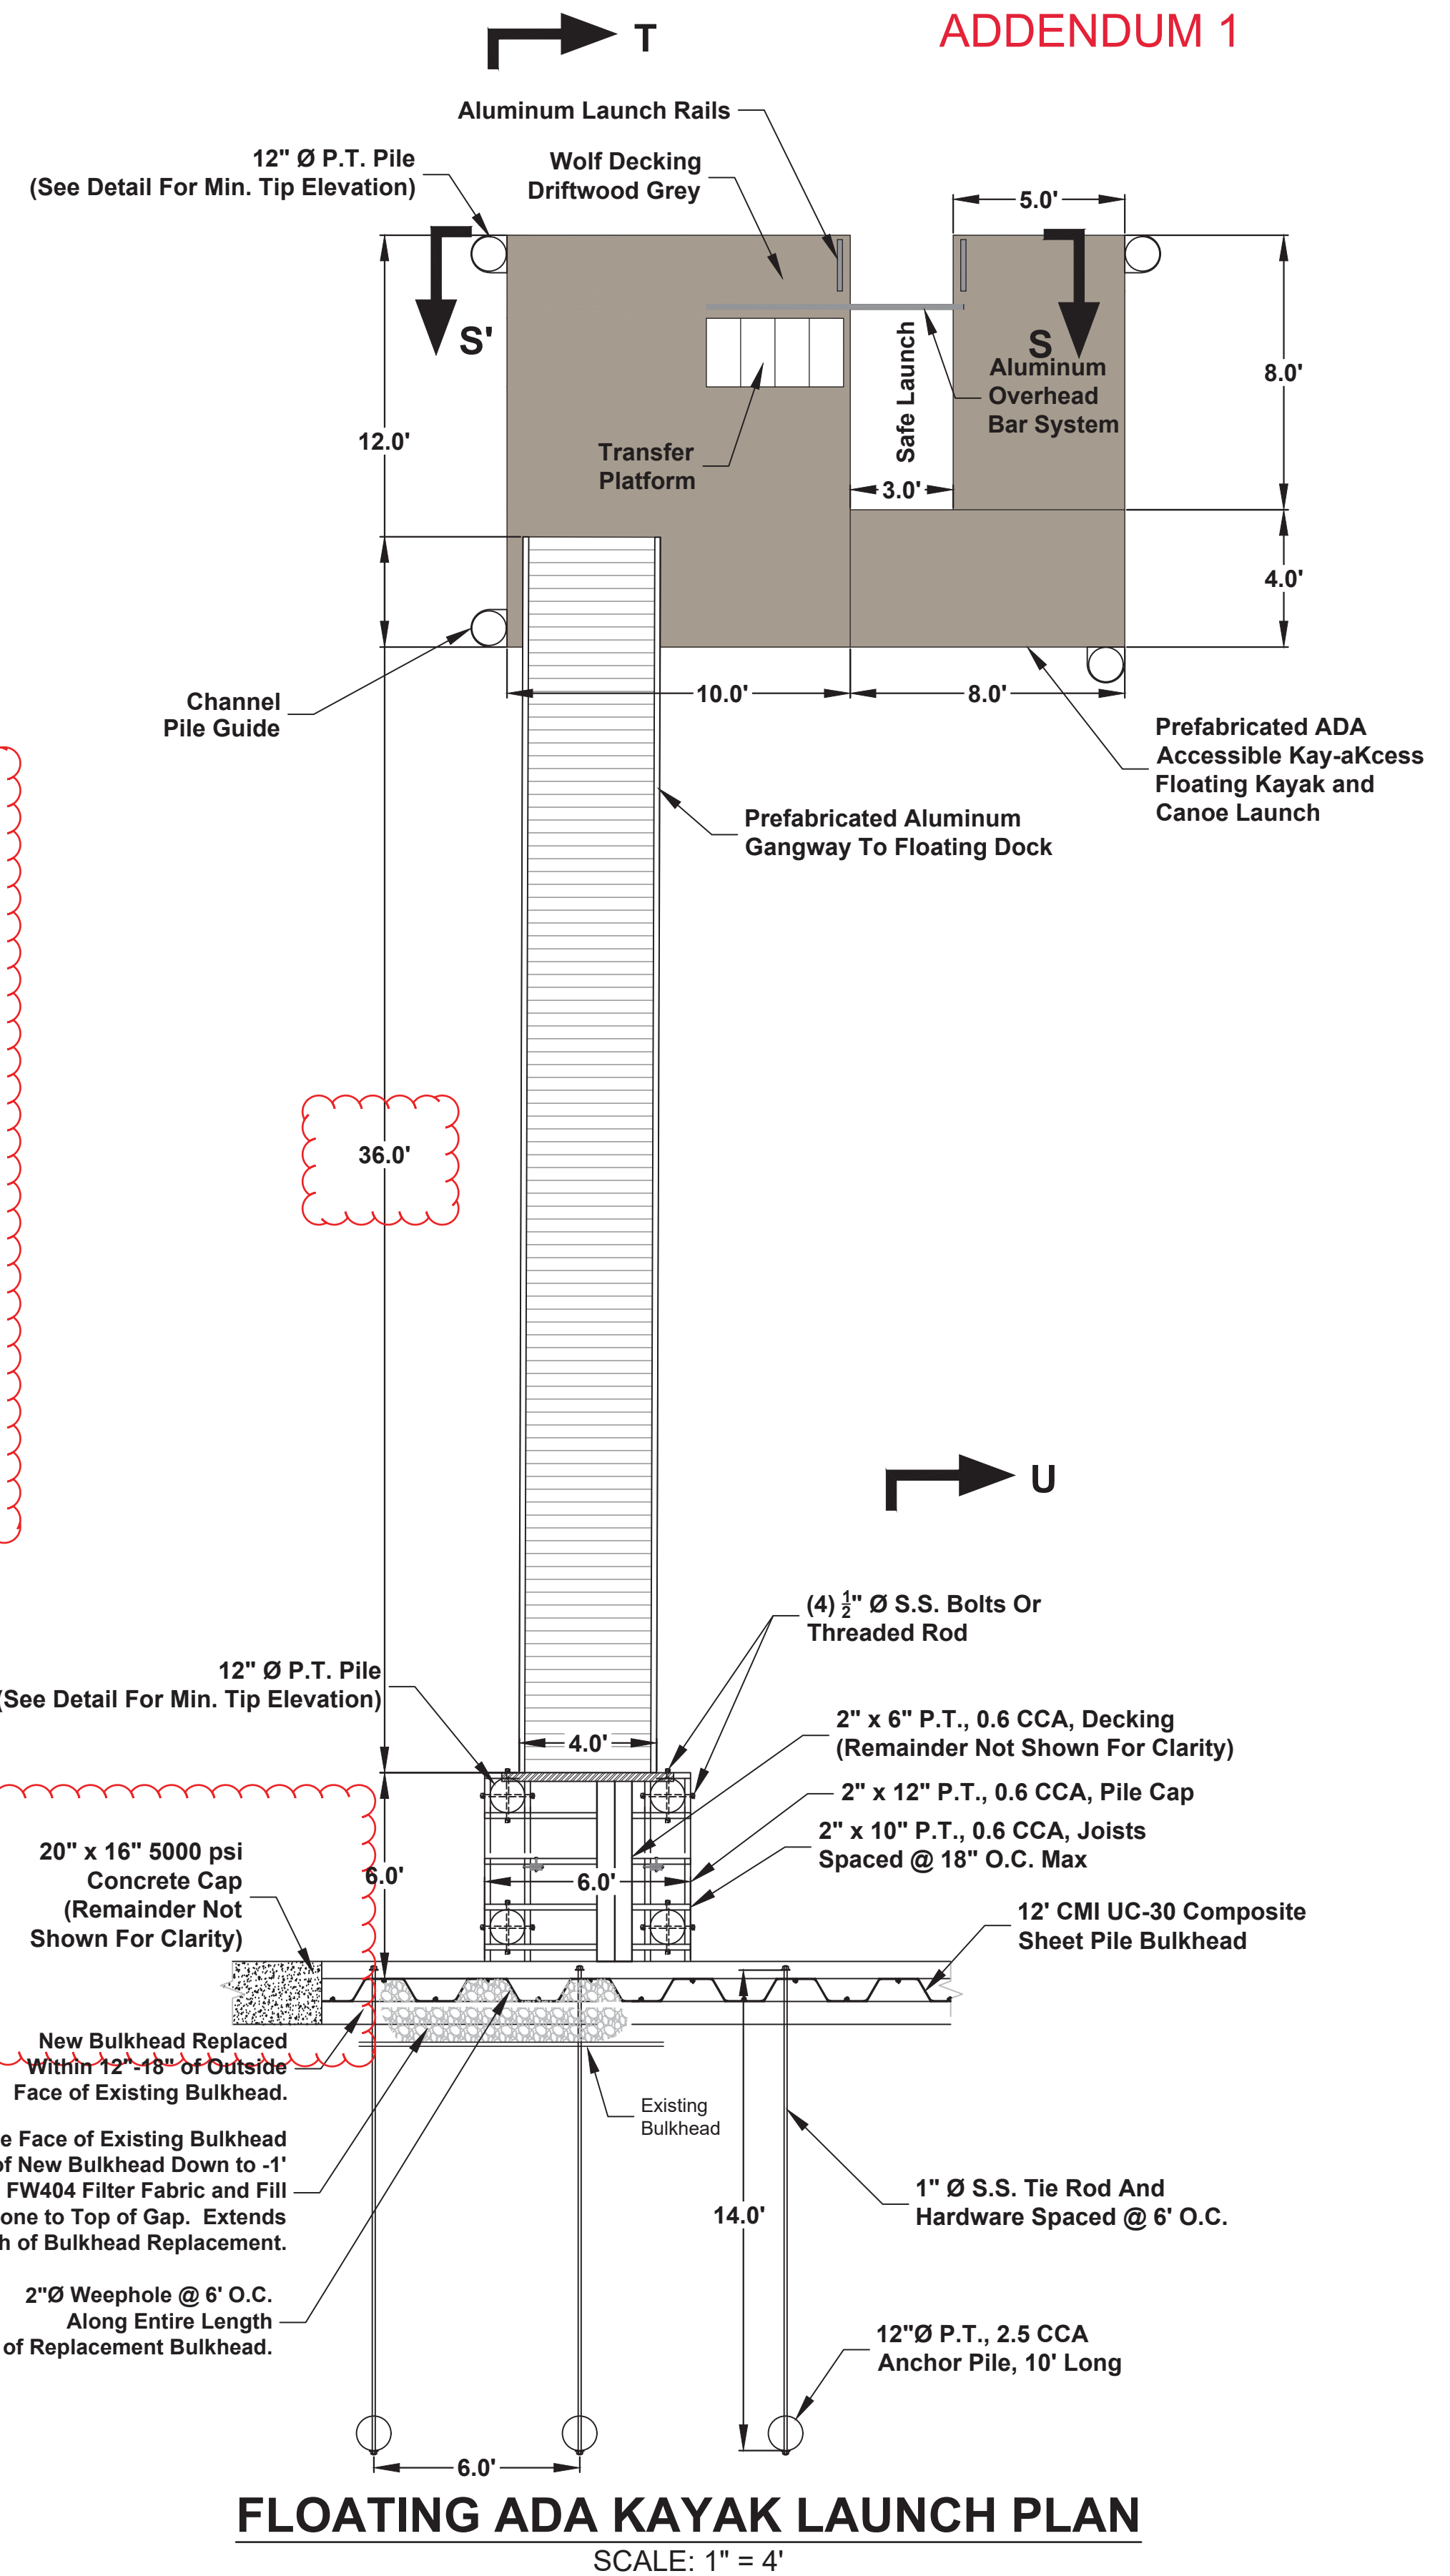 ADDENDUM 1
T
Aluminum Launch Rails
12" Ø P.T. Pile
(See Detail For Min. Tip Elevation)
Wolf Decking
Driftwood Grey
5.0'
S'
S
Safe Launch
Aluminum
Overhead
Bar System
8.0'
12.0'
Transfer
Platform
3.0'
4.0'
Channel
Pile Guide
10.0'
8.0'
Prefabricated ADA
Accessible Kay-aKcess
Floating Kayak and
Canoe Launch
Prefabricated Aluminum
Gangway To Floating Dock
36.0'
U
(4) ½" Ø S.S. Bolts Or
Threaded Rod
12" Ø P.T. Pile
(See Detail For Min. Tip Elevation)
4.0'
2" x 6" P.T., 0.6 CCA, Decking
(Remainder Not Shown For Clarity)
2" x 12" P.T., 0.6 CCA, Pile Cap
2" x 10" P.T., 0.6 CCA, Joists
Spaced @ 18" O.C. Max
20" x 16" 5000 psi
Concrete Cap
(Remainder Not
Shown For Clarity)
6.0'
6.0'
12' CMI UC-30 Composite
Sheet Pile Bulkhead
New Bulkhead Replaced
Within 12"-18" of Outside
Face of Existing Bulkhead.
Existing
Bulkhead
e Face of Existing Bulkhead
of New Bulkhead Down to -1'
FW404 Filter Fabric and Fill
one to Top of Gap. Extends
h of Bulkhead Replacement.
14.0'
1" Ø S.S. Tie Rod And
Hardware Spaced @ 6' O.C.
2"Ø Weephole @ 6' O.C.
Along Entire Length
of Replacement Bulkhead.
12"Ø P.T., 2.5 CCA
Anchor Pile, 10' Long
6.0'
FLOATING ADA KAYAK LAUNCH PLAN
SCALE: 1" = 4'